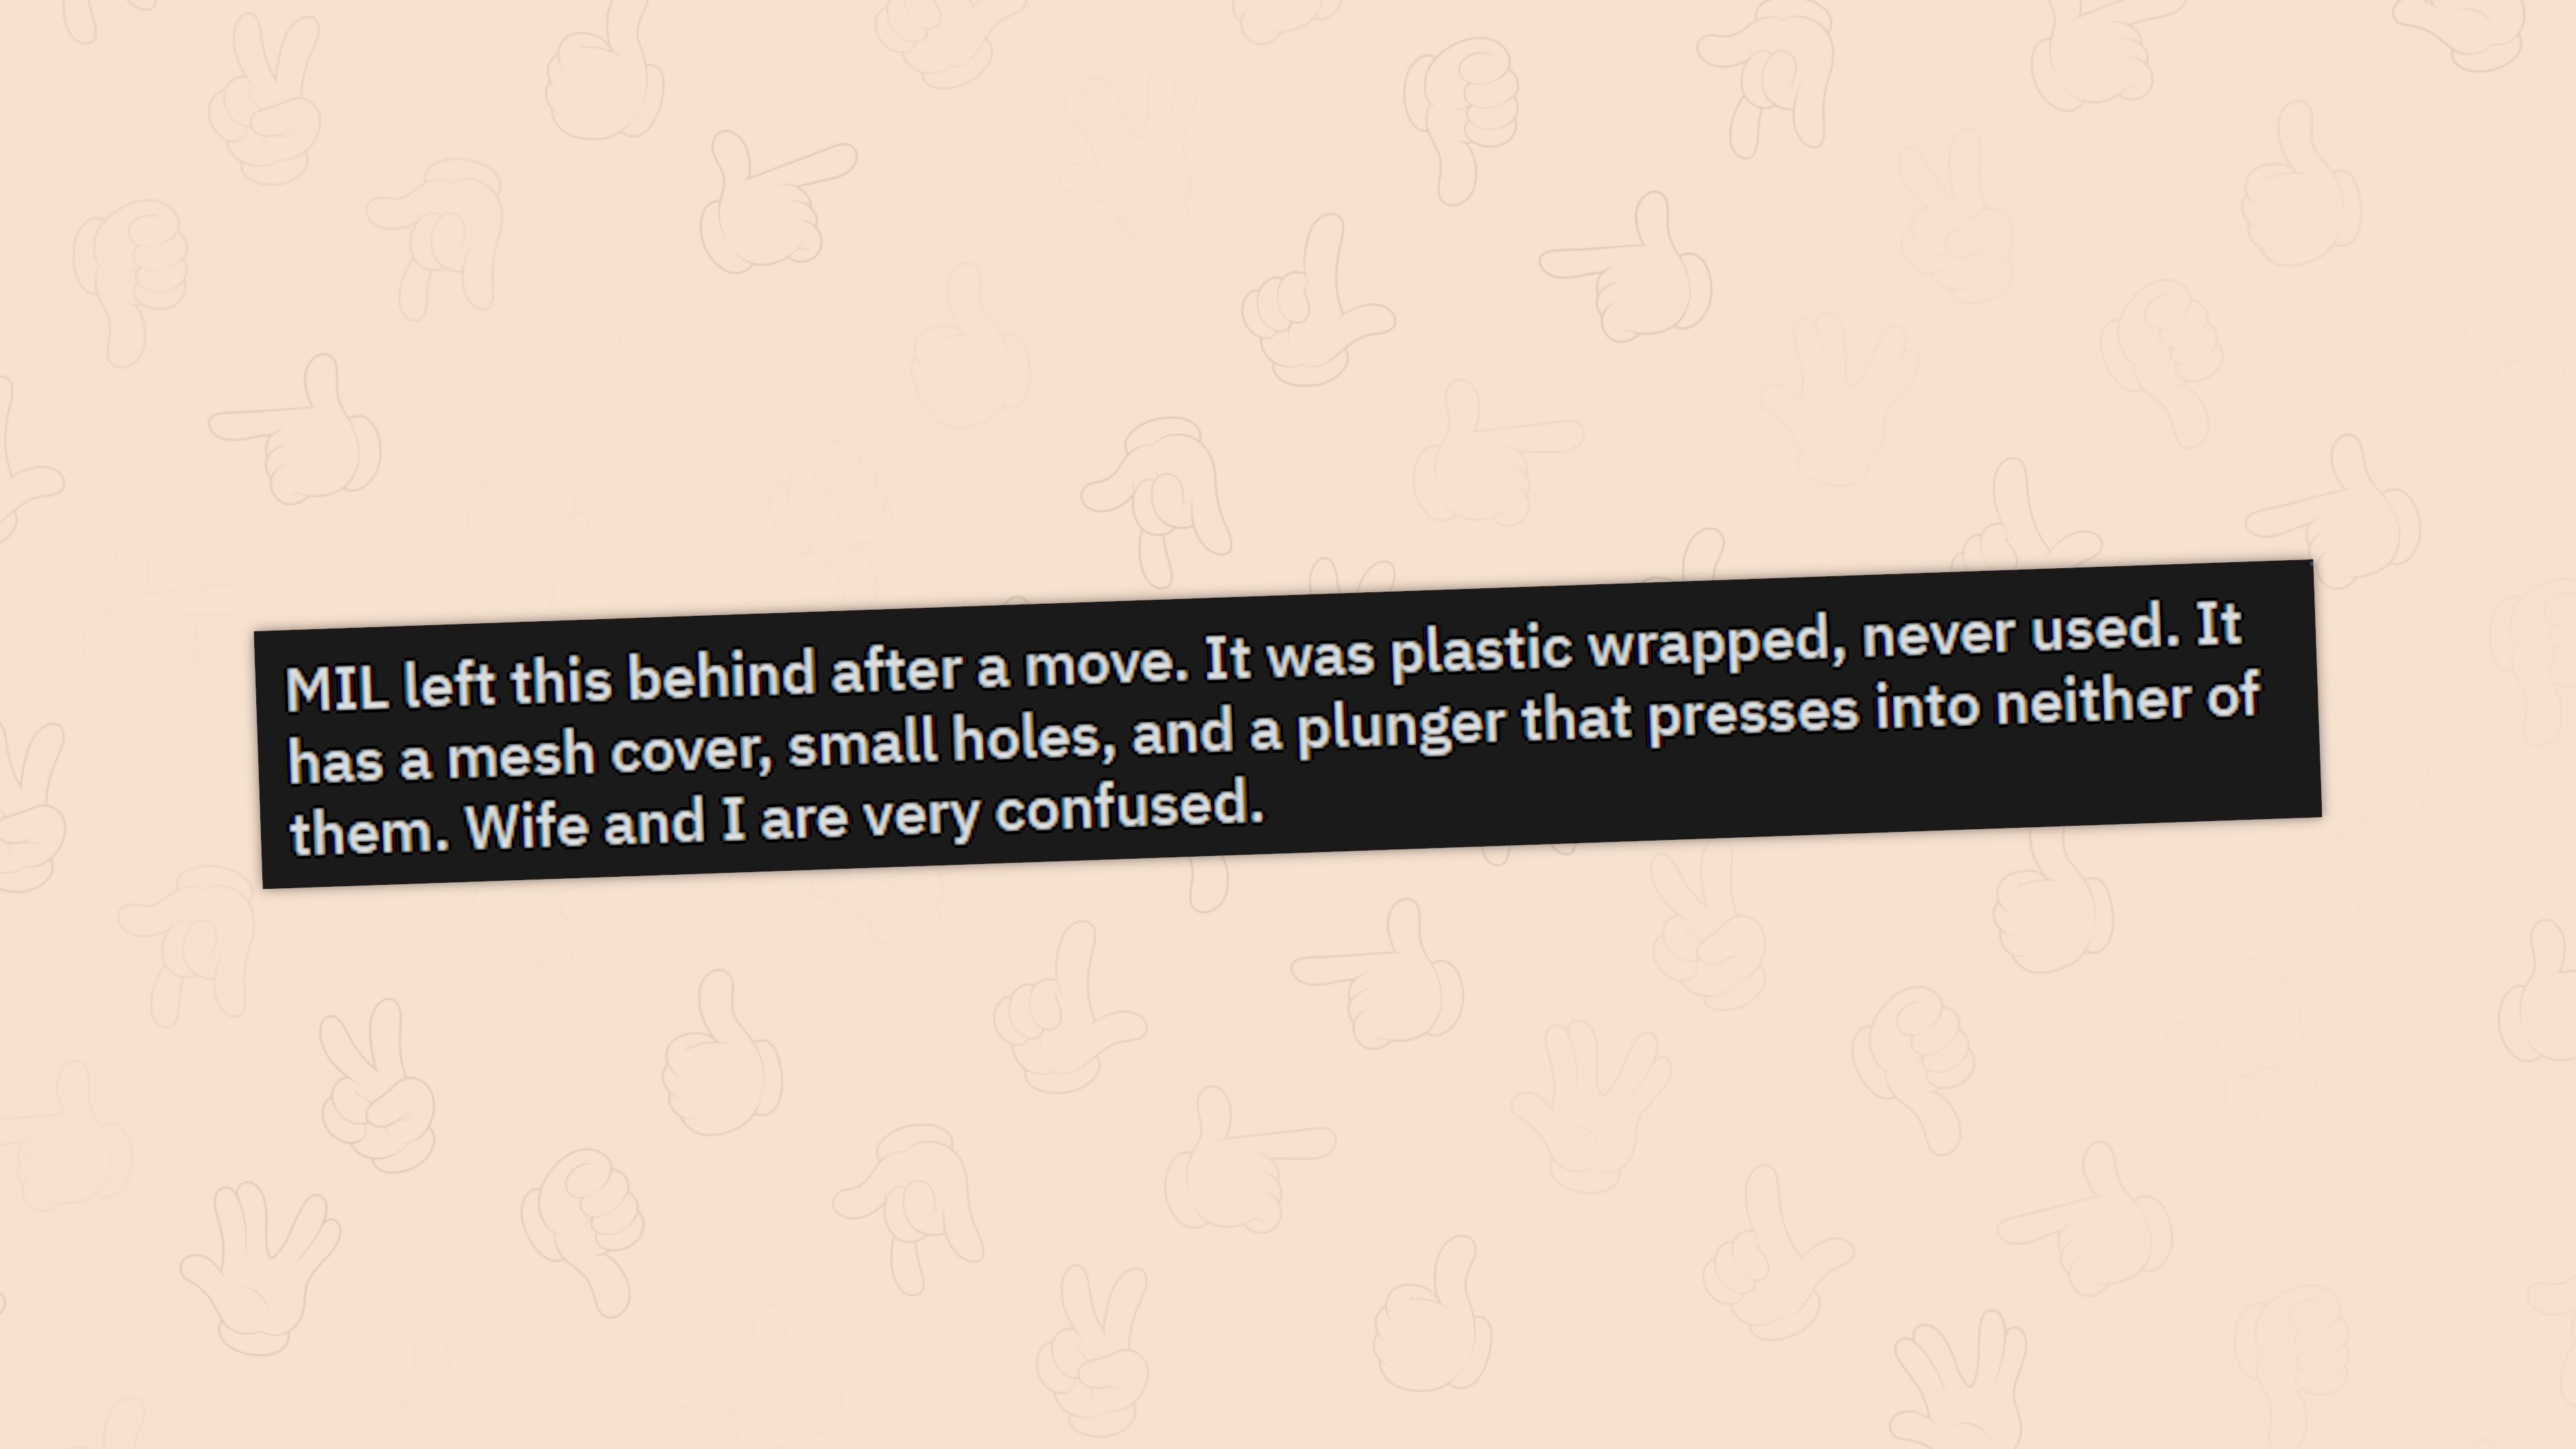 MIL left this behind after a move. It was plastic wrapped, never used. It
has a mesh cover, small holes, and a plunger that presses into neither of
them. Wife and I are very confused.